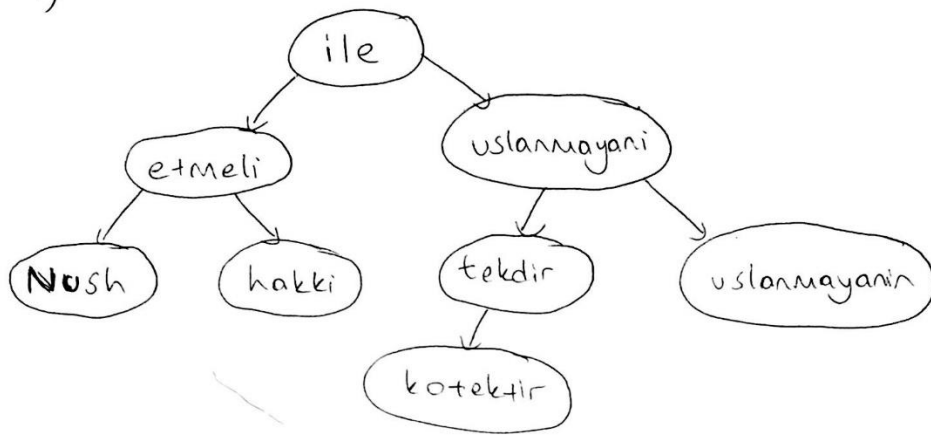 ile
etmeli uslanmayani
Nush hakki tekdir uslanmayanin
kotektir